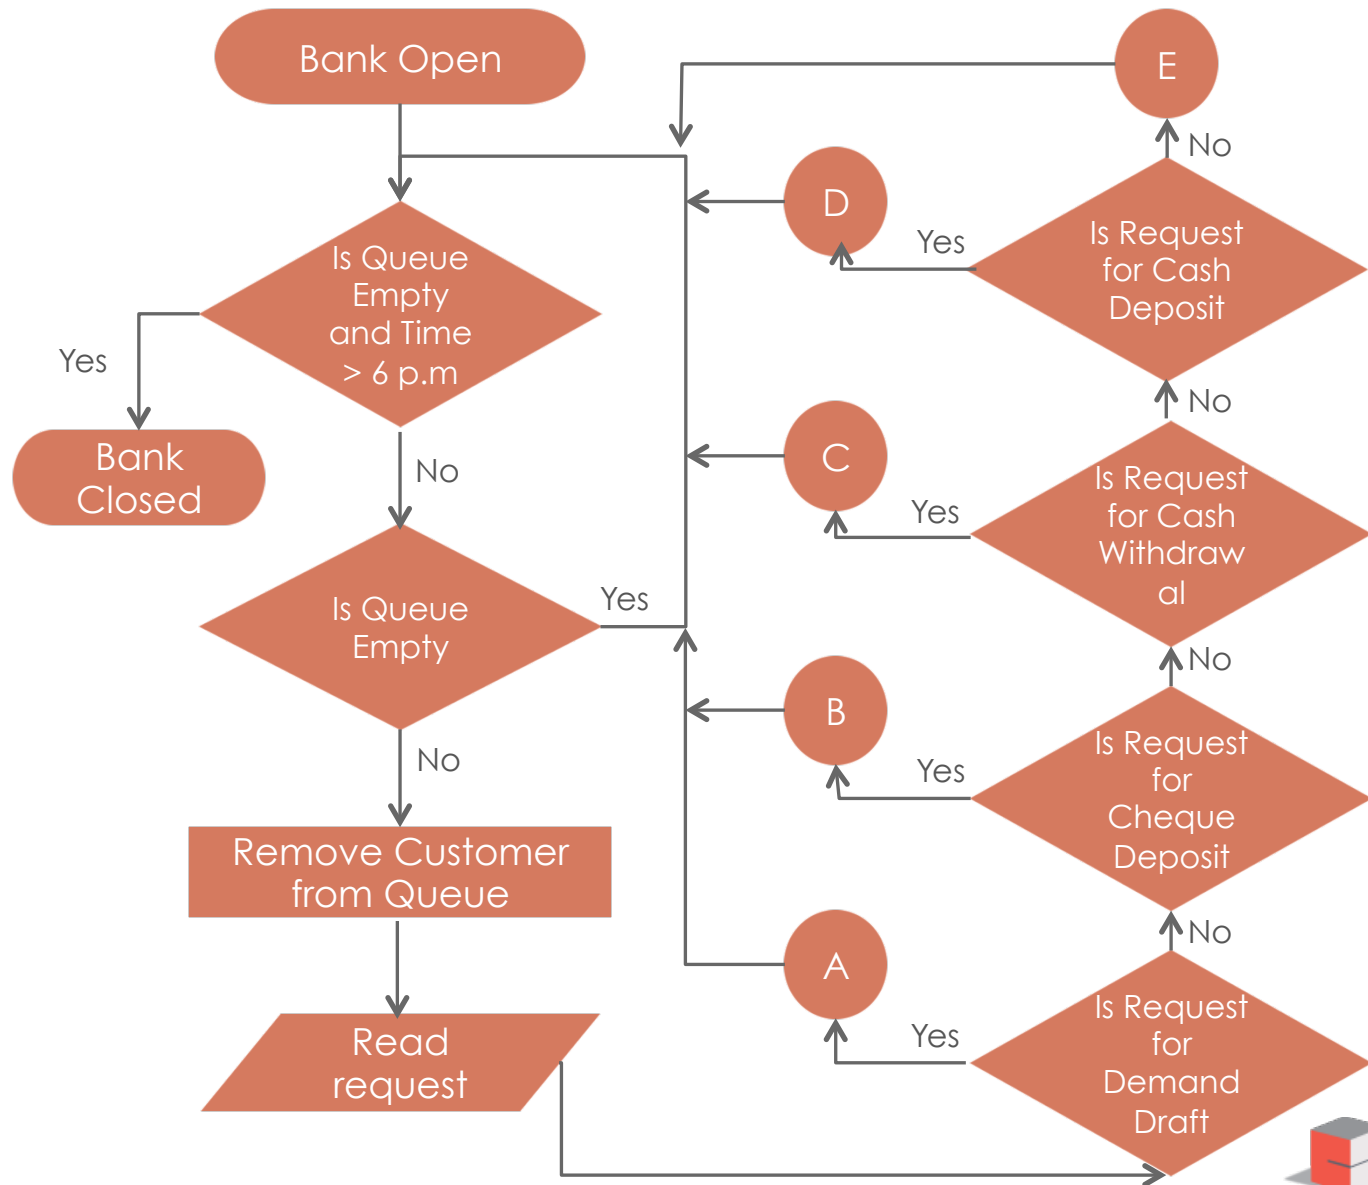 Bank Open
E
No
D
Yes
Is Request
for Cash
Deposit
Is Queue
Empty
and Time
> 6 p.m
Yes
Bank
Closed
No
No
C
Yes
Is Request
for Cash
Withdraw
al
Is Queue
Empty
Yes
No
B
Yes
Is Request
for
Cheque
Deposit
No
Remove Customer
from Queue
No
A
Yes
Is Request
for
Demand
Draft
Read
request